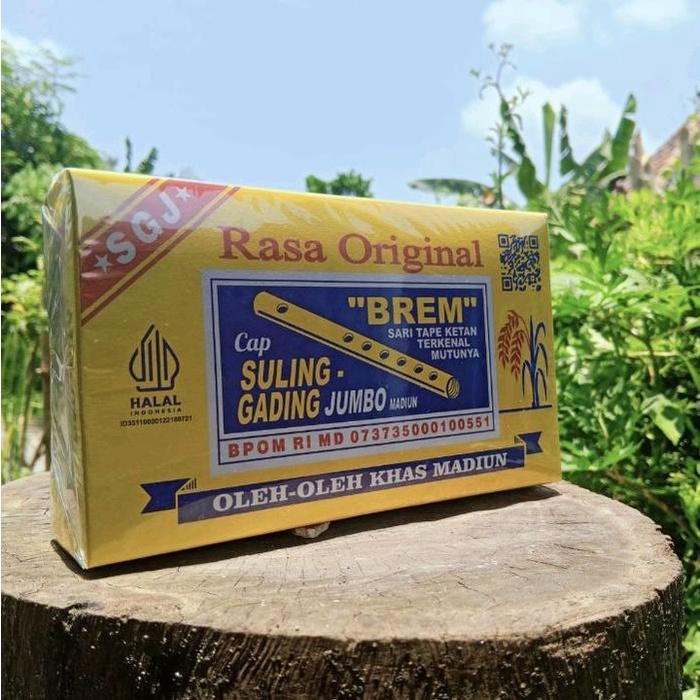 SGJ
Rasa Original
"BREM"
SARI TAPE KETAN
TERKENAL
MUTUNYA
Cap
SULING -
GADING JUMBO MADIUN
HALAL
INDONESIA
ID35110000122180721
BPOM RI MD 073735000100551
OLEH-OLEH KHAS MADIUN